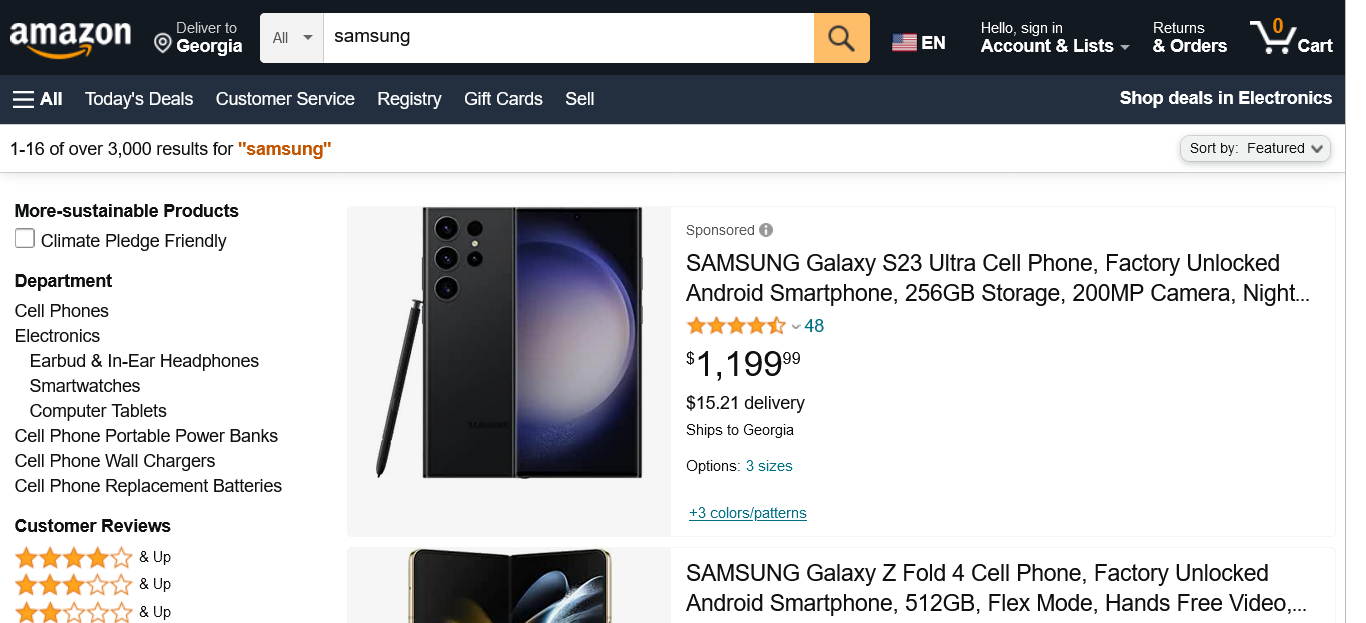 amazon
Deliver to
Georgia
All
samsung
EN
Hello, sign in
Account & Lists
Returns
& Orders
0
Cart
All
Today's Deals
Customer Service
Registry
Gift Cards
Sell
Shop deals in Electronics
1-16 of over 3,000 results for "samsung"
Sort by: Featured
More-sustainable Products
Climate Pledge Friendly
Department
Cell Phones
Electronics
Earbud & In-Ear Headphones
Smartwatches
Computer Tablets
Cell Phone Portable Power Banks
Cell Phone Wall Chargers
Cell Phone Replacement Batteries
Customer Reviews
& Up
& Up
& Up
SAMSUNG
Sponsored
SAMSUNG Galaxy S23 Ultra Cell Phone, Factory Unlocked
Android Smartphone, 256GB Storage, 200MP Camera, Night...
48
$1,19999
$15.21 delivery
Ships to Georgia
Options: 3 sizes
+3 colors/patterns
SAMSUNG Galaxy Z Fold 4 Cell Phone, Factory Unlocked
Android Smartphone, 512GB, Flex Mode, Hands Free Video,...